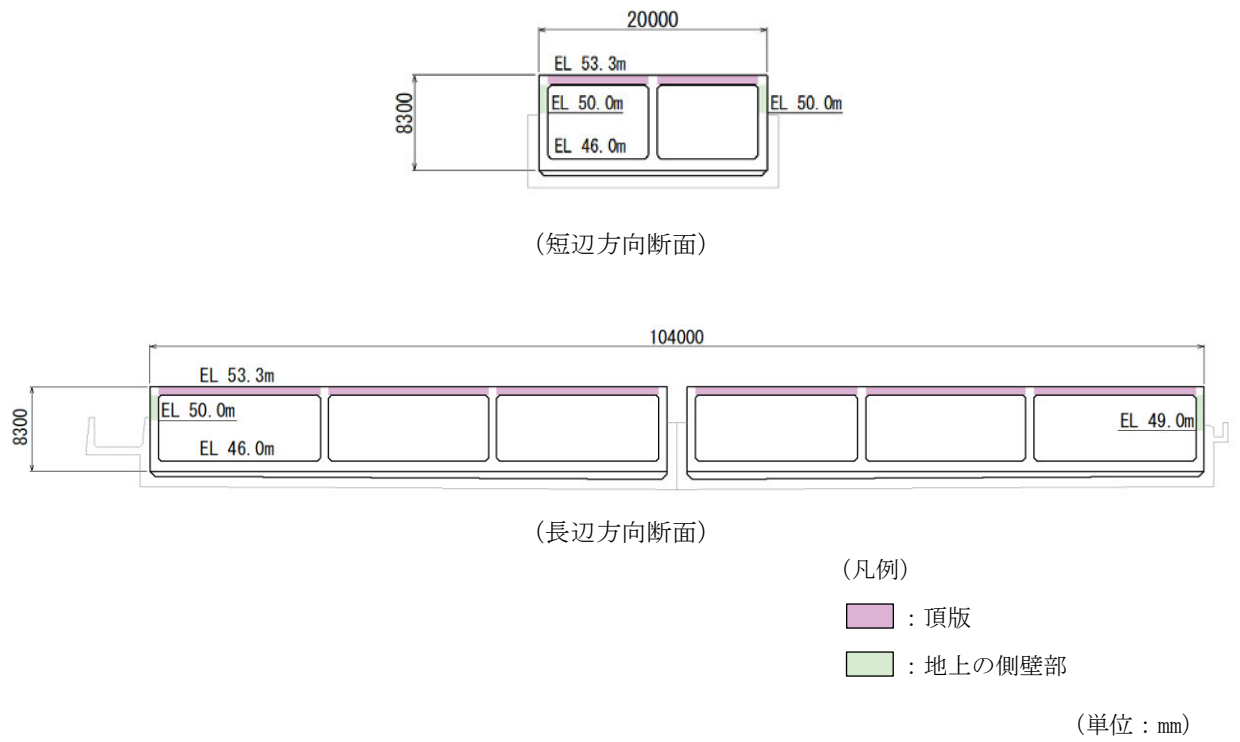 20000
EL 53.3m
8300
EL 50.0m
EL 50.0m
EL 46.0m
(短辺方向断面)
104000
EL 53.3m
8300
EL 50.0m
EL 49.0m
EL 46.0m
(長辺方向断面)
(凡例)
：頂版
：地上の側壁部
(単位：mm)